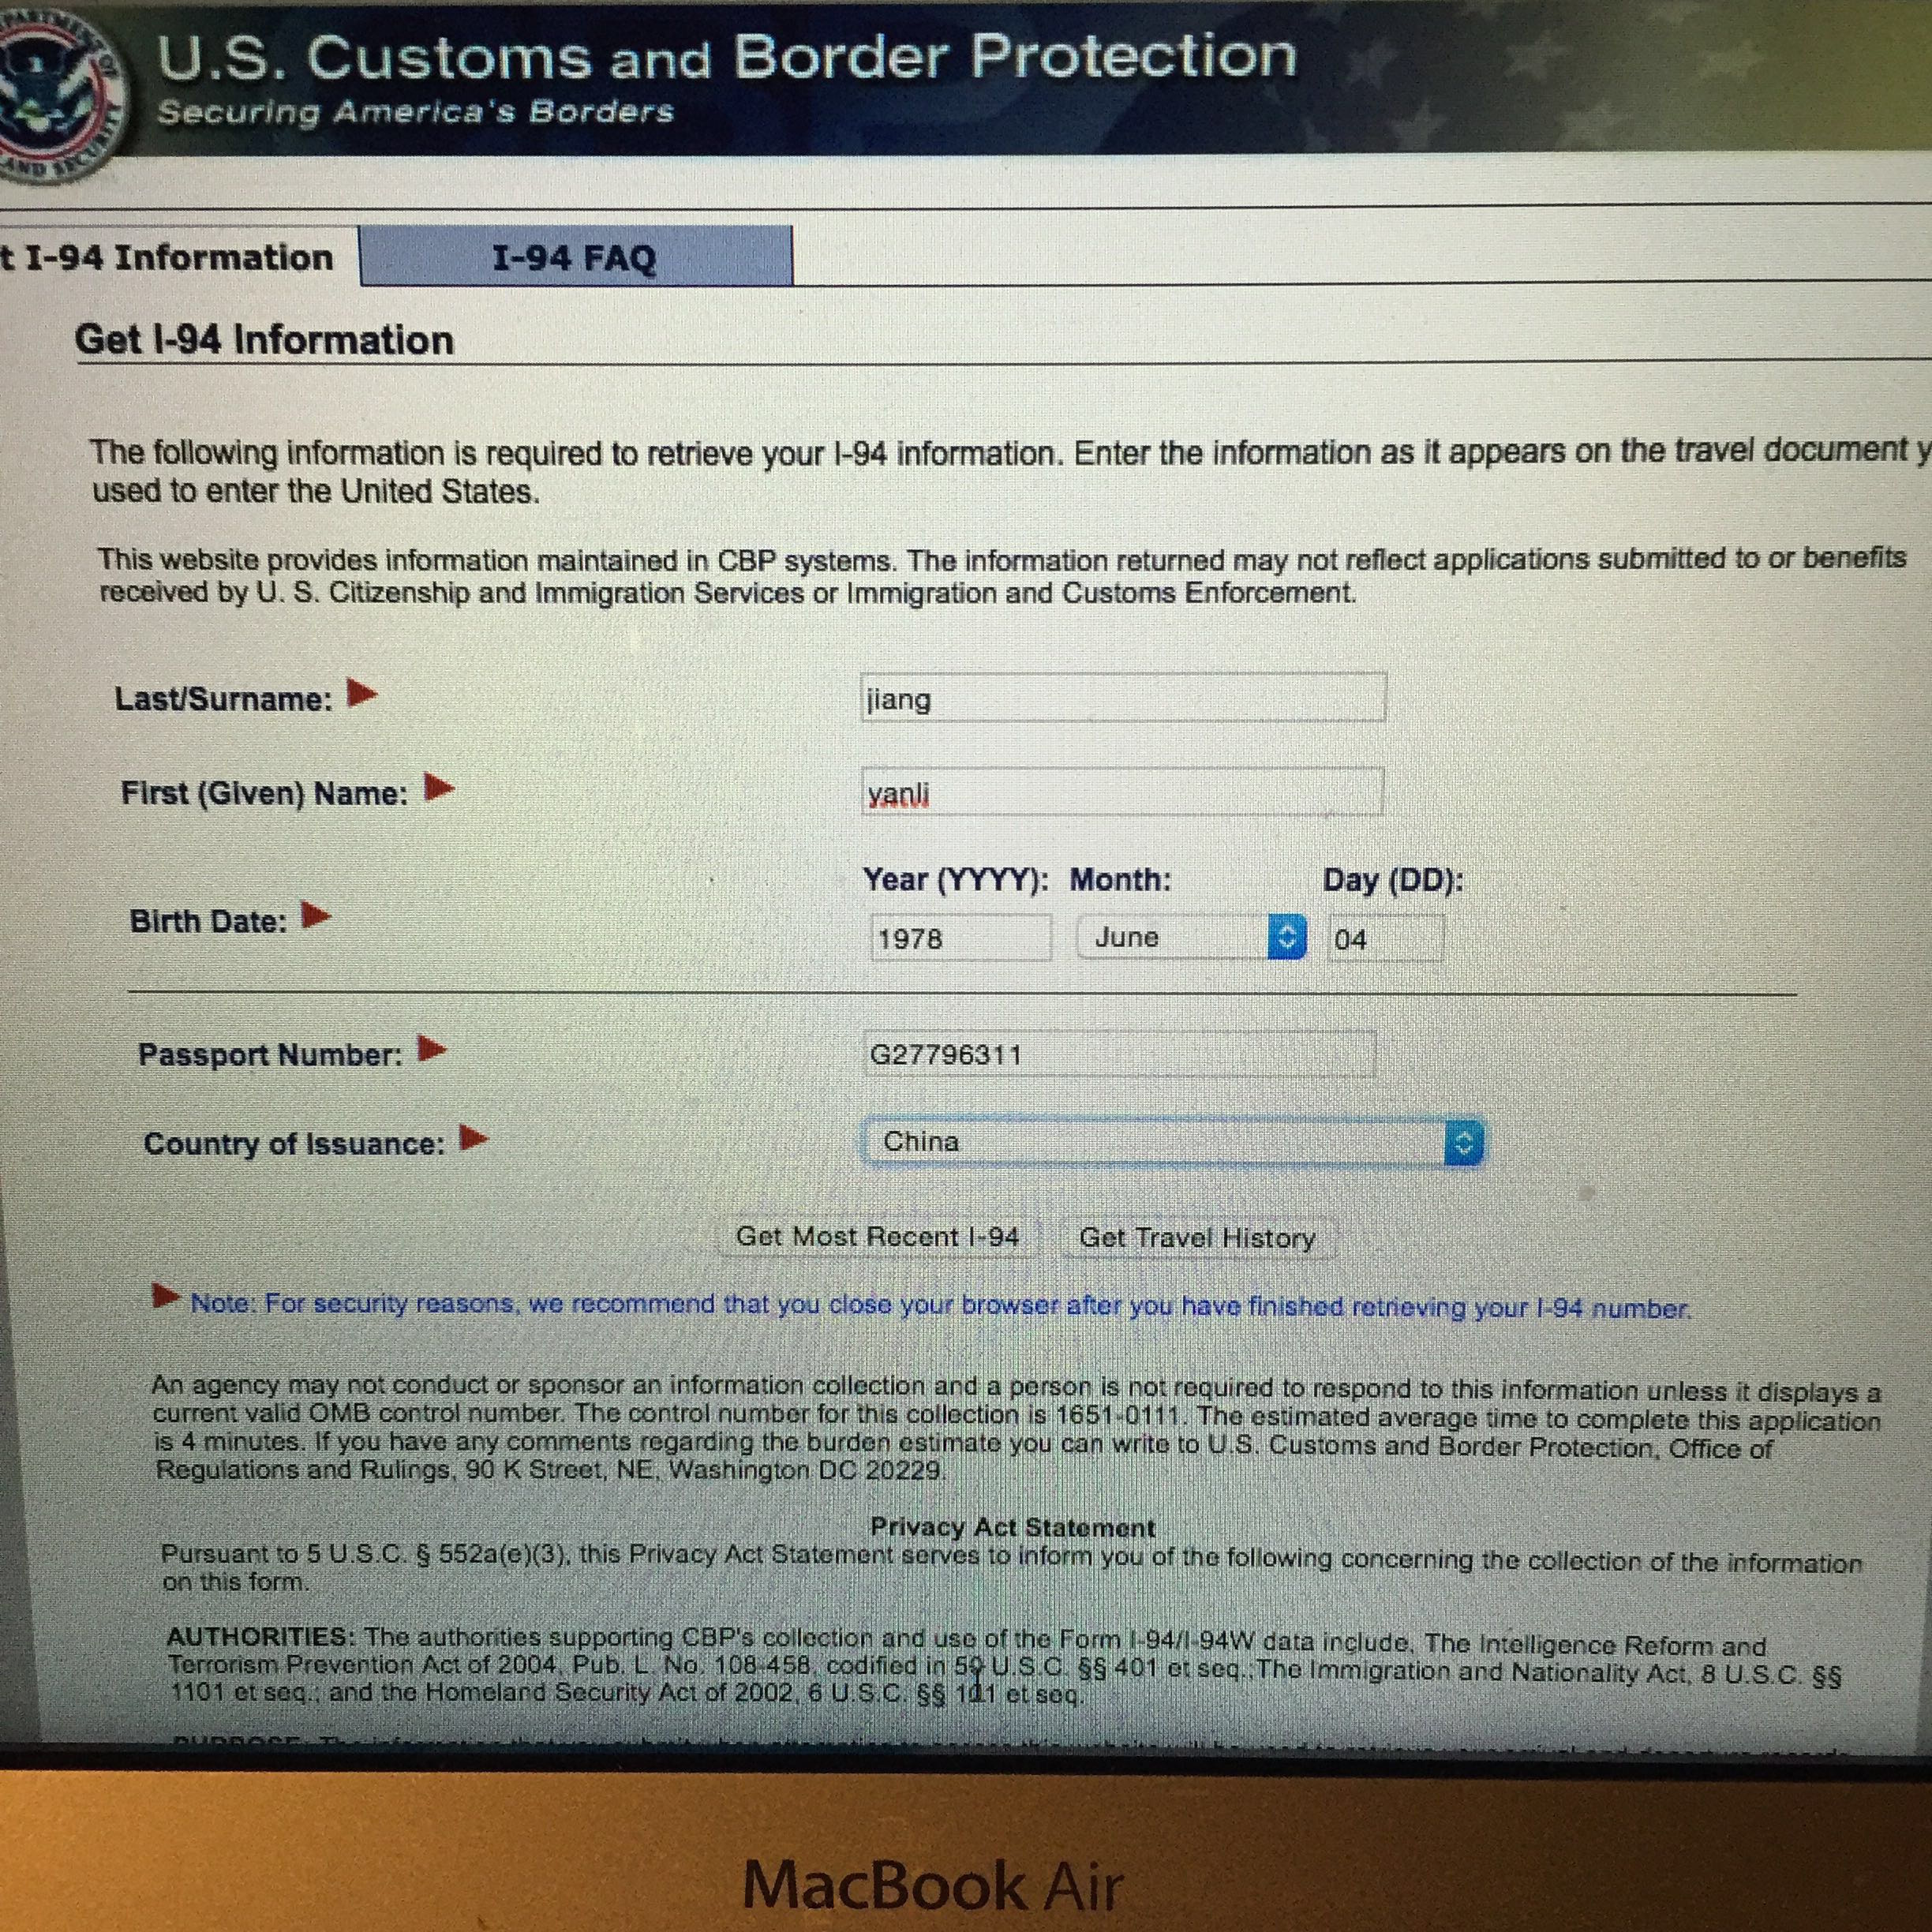 U.S. Customs and Border Protection
Securing America's Borders
t I-94 Information
I-94 FAQ
Get I-94 Information
The following information is required to retrieve your I-94 information. Enter the information as it appears on the travel document y
used to enter the United States.
This website provides information maintained in CBP systems. The information returned may not reflect applications submitted to or benefits
received by U. S. Citizenship and Immigration Services or Immigration and Customs Enforcement.
Last/Surname:
jiang
First (Given) Name:
yanli
Year (YYYY): Month: Day (DD):
Birth Date:
1978 June 04
Passport Number:
G27796311
Country of Issuance:
China
Get Most Recent I-94
Get Travel History
Note: For security reasons, we recommend that you close your browser after you have finished retrieving your I-94 number.
An agency may not conduct or sponsor an information collection and a person is not required to respond to this information unless it displays a
current valid OMB control number. The control number for this collection is 1651-0111. The estimated average time to complete this application
is 4 minutes. If you have any comments regarding the burden estimate you can write to U.S. Customs and Border Protection, Office of
Regulations and Rulings, 90 K Street, NE, Washington DC 20229.
Privacy Act Statement
Pursuant to 5 U.S.C. § 552a(e)(3), this Privacy Act Statement serves to inform you of the following concerning the collection of the information
on this form.
AUTHORITIES: The authorities supporting CBP's collection and use of the Form I-94/I-94W data include, The Intelligence Reform and
Terrorism Prevention Act of 2004, Pub. L. No. 108-458, codified in 50 U.S.C. §§ 401 et seq.;The Immigration and Nationality Act, 8 U.S.C. §§
1101 et seq.; and the Homeland Security Act of 2002, 6 U.S.C. §§ 101 et seq.
MacBook Air